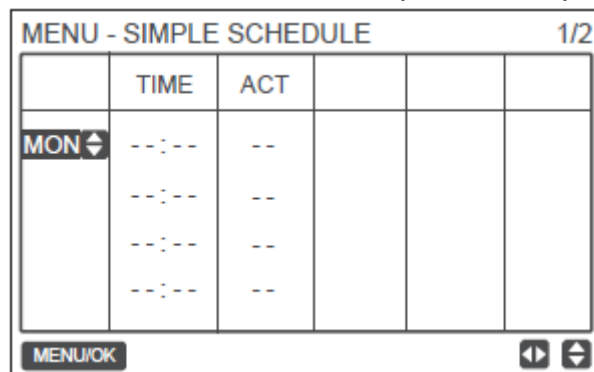 MENU - SIMPLE SCHEDULE 1/2
TIME ACT
MON --:-- --
--:-- --
--:-- --
--:-- --
MENU/OK